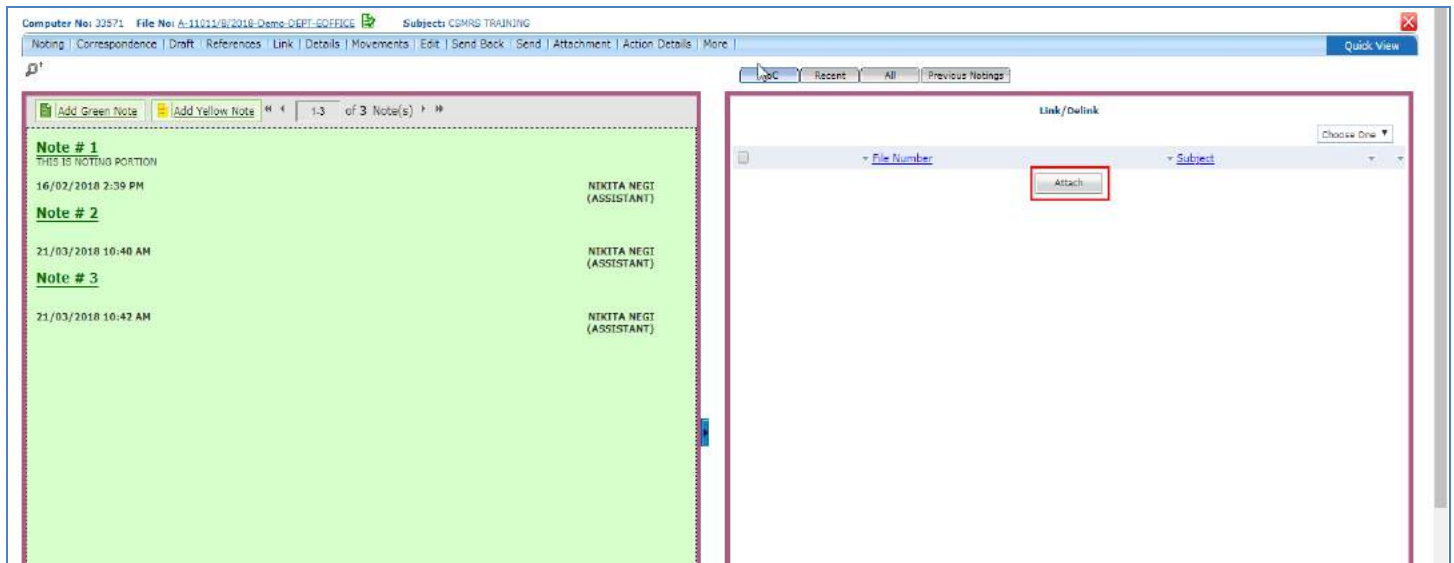 Computer No: 33571 File No: A-11011/8/2018-Demo-DEPT-EOFFICE Subject: CSMRS TRAINING
Noting | Correspondence | Draft | References | Link | Details | Movements | Edit | Send Back | Send | Attachment | Action Details | More |
Quick View
Recent All Previous Notings
Add Green Note Add Yellow Note 1-3 of 3 Note(s)
Link/Delink
Choose One
Note # 1
THIS IS NOTING PORTION
File Number Subject
Attach
16/02/2018 2:39 PM NIKITA NEGI
(ASSISTANT)
Note # 2
21/03/2018 10:40 AM NIKITA NEGI
(ASSISTANT)
Note # 3
21/03/2018 10:42 AM NIKITA NEGI
(ASSISTANT)